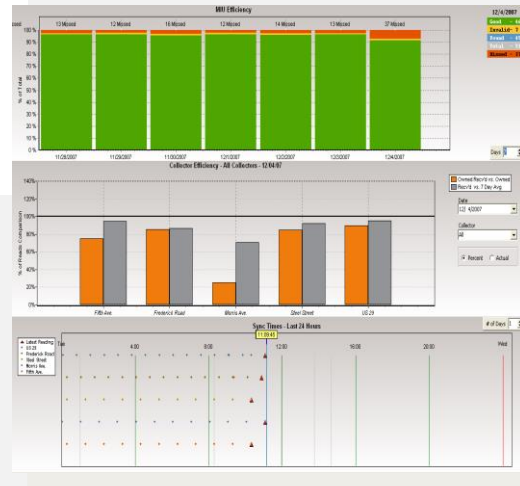 MIU Efficiency
13 Missed 12 Missed 16 Missed 12 Missed 14 Missed 13 Missed 37 Missed
12/4/2007
Good
Invalid- 7
Missed
% of Total
100%
90%
80%
70%
60%
50%
40%
30%
20%
10%
0%
11/28/2007 11/29/2007 11/30/2007 12/1/2007 12/2/2007 12/3/2007 12/4/2007
Days
Collector Efficiency - All Collectors - 12/04/07
% of Reads Comparison
140%
120%
100%
80%
60%
40%
20%
0%
Fifth Ave. Frederick Road Morris Ave. Steel Street US 29
Owned Recv'd vs. Owned
Recv'd. vs. 7 Day Avg.
Date
12/ 4/2007
Collector
All
Percent Actual
Sync Times - Last 24 Hours
# of Days
11:09:45
Latest Reading
US 29
Frederick Road
Steel Street
Morris Ave.
Fifth Ave.
Tue 4:00 8:00 12:00 16:00 20:00 Wed